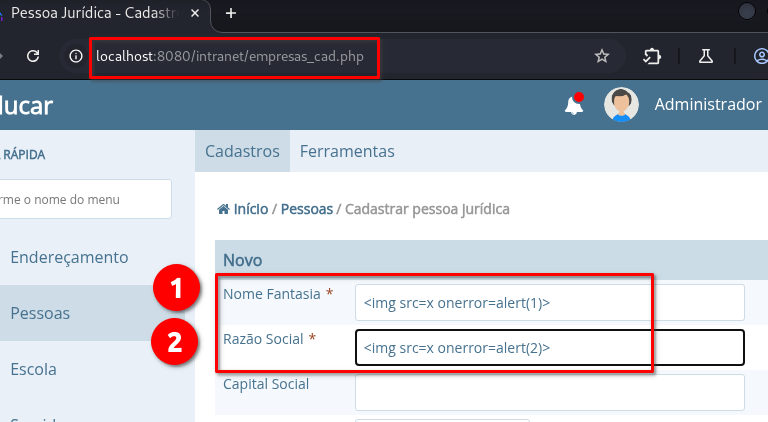 Pessoa Jurídica - Cadastr
localhost:8080/intranet/empresas_cad.php
ducar
Administrador
RÁPIDA
Cadastros Ferramentas
rme o nome do menu
Início / Pessoas / Cadastrar pessoa jurídica
Endereçamento
Novo
1
Nome Fantasia * <img src=x onerror=alert(1)>
Pessoas
2
Razão Social * <img src=x onerror=alert(2)>
Escola
Capital Social